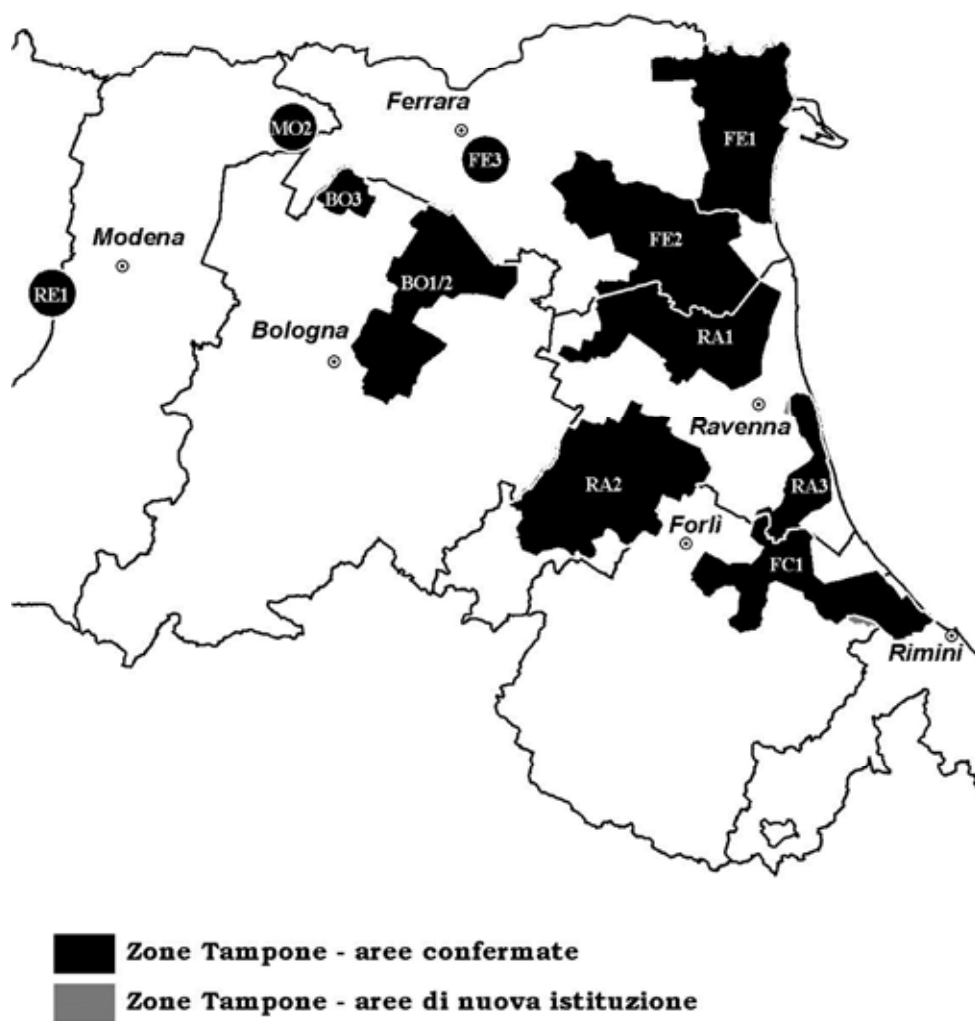 Ferrara
MO2
FE1
FE3
BO3
Modena
FE2
RE1
BO1/2
Bologna
RA1
Ravenna
RA2
RA3
Forlì
FC1
Rimini
Zone Tampone - aree confermate
Zone Tampone - aree di nuova istituzione